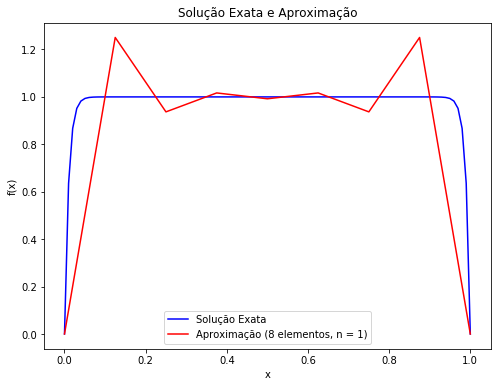 Solução Exata e Aproximação
f(x)
1.2
1.0
0.8
0.6
0.4
0.2
0.0
Solução Exata
Aproximação (8 elementos, n = 1)
0.0 0.2 0.4 0.6 0.8 1.0
x